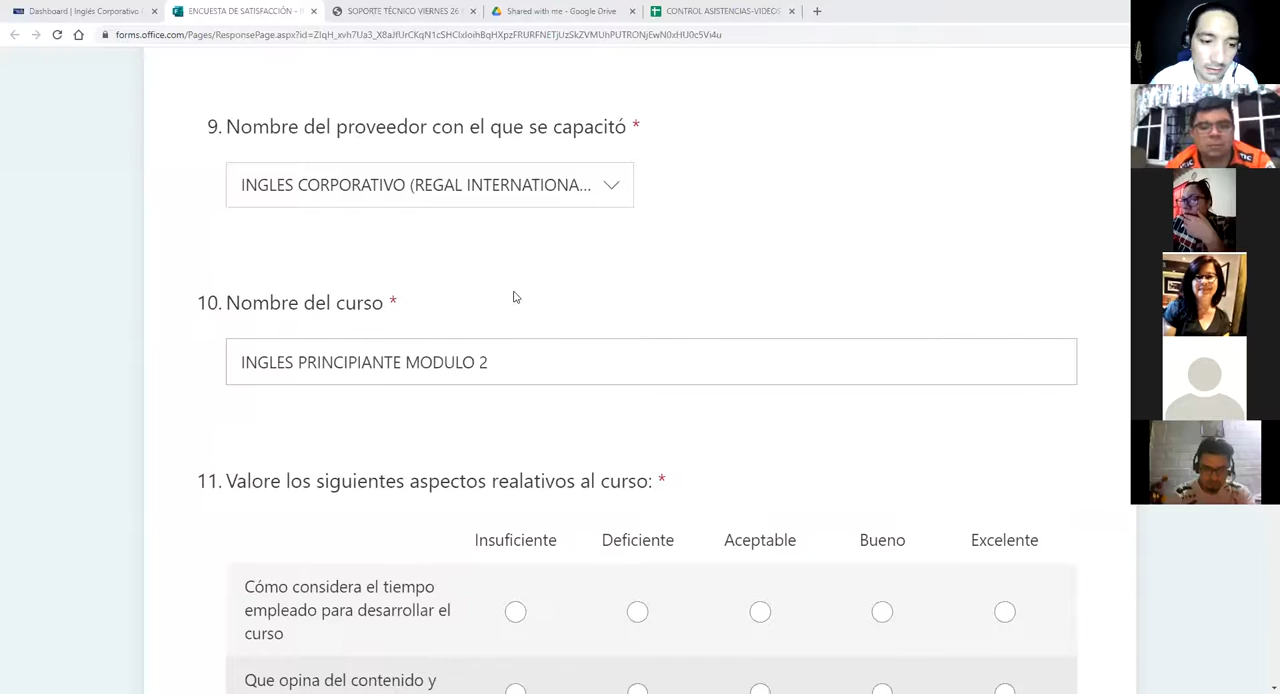 Dashboard | Inglés Corporativo
ENCUESTA DE SATISFACCIÓN -
SOPORTE TÉCNICO VIERNES 26
Shared with me - Google Drive
CONTROL ASISTENCIAS-VIDEOS
9. Nombre del proveedor con el que se capacitó *
INGLES CORPORATIVO (REGAL INTERNATIONA...
10. Nombre del curso *
INGLES PRINCIPIANTE MODULO 2
11. Valore los siguientes aspectos realativos al curso: *
Insuficiente Deficiente Aceptable Bueno Excelente
Cómo considera el tiempo
empleado para desarrollar el
curso
Que opina del contenido y